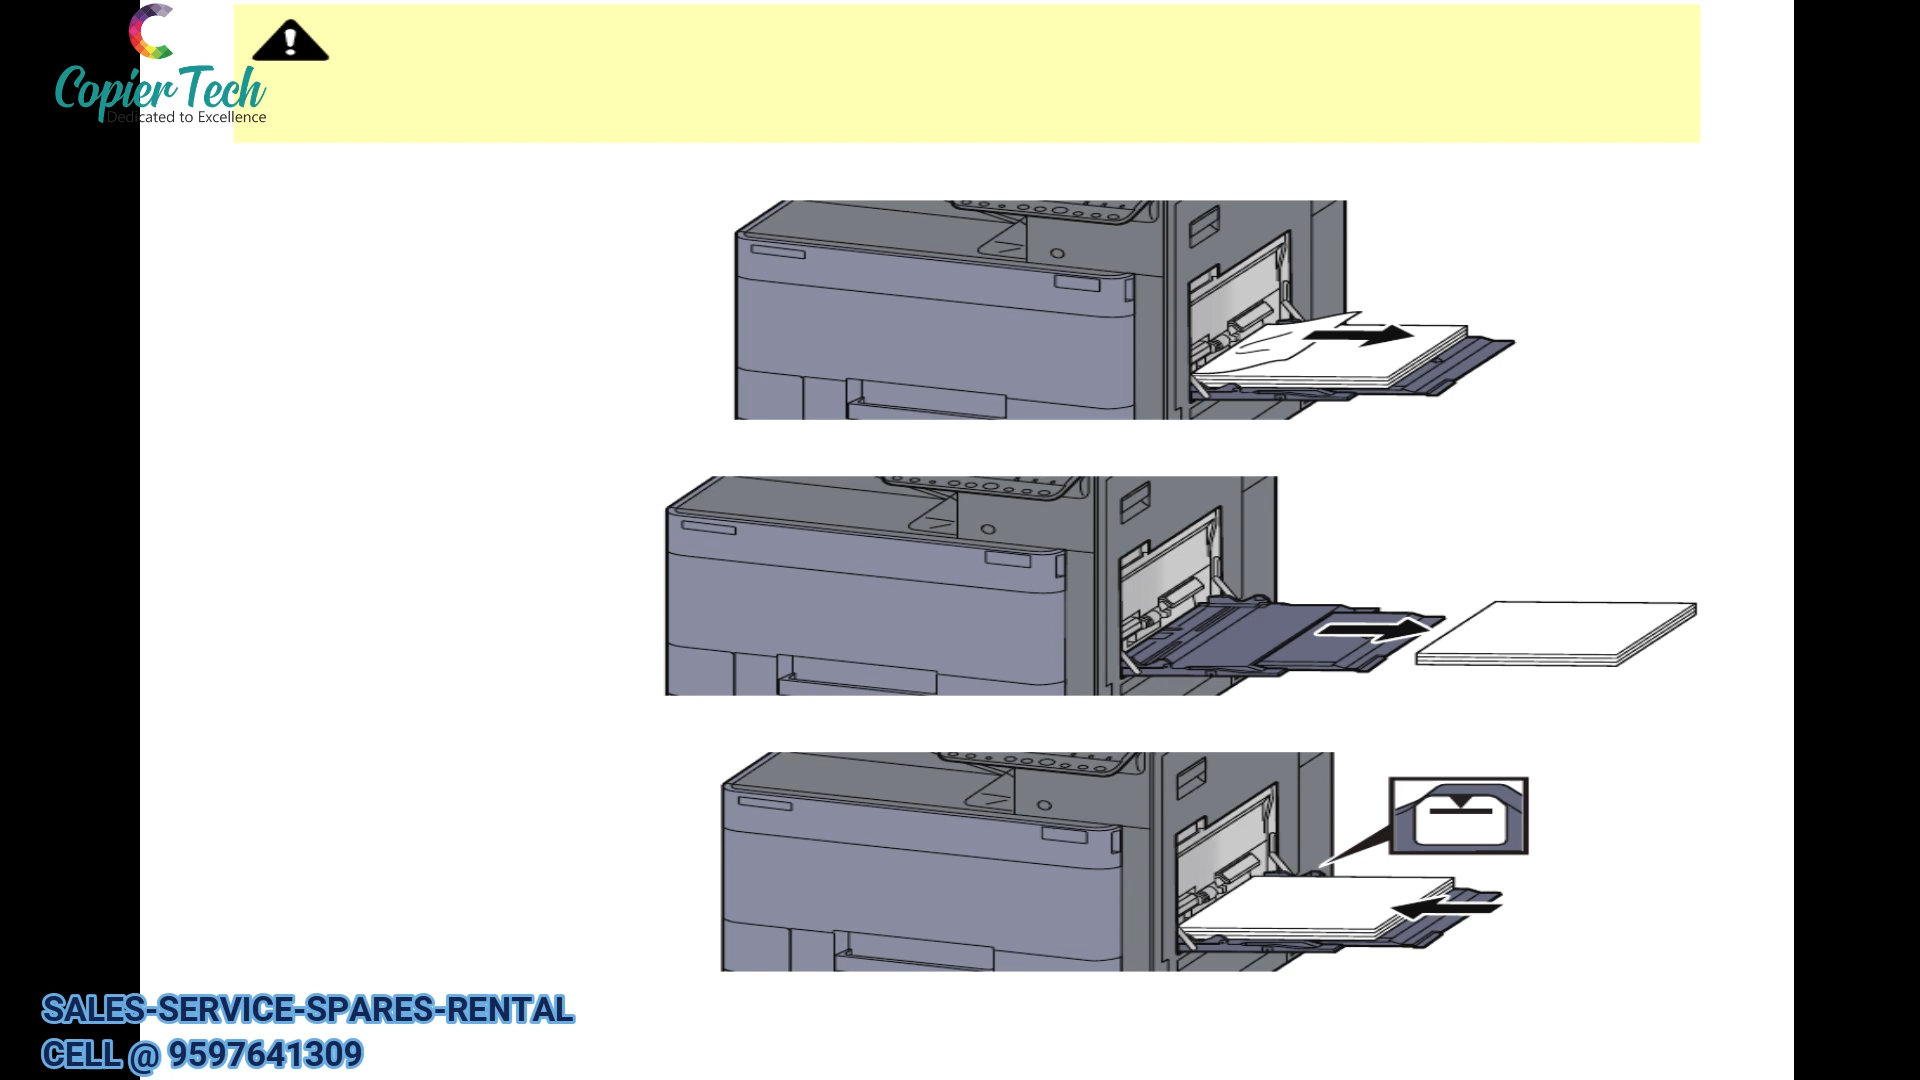 Copier Tech
Dedicated to Excellence
SALES-SERVICE-SPARES-RENTAL
CELL @ 9597641309